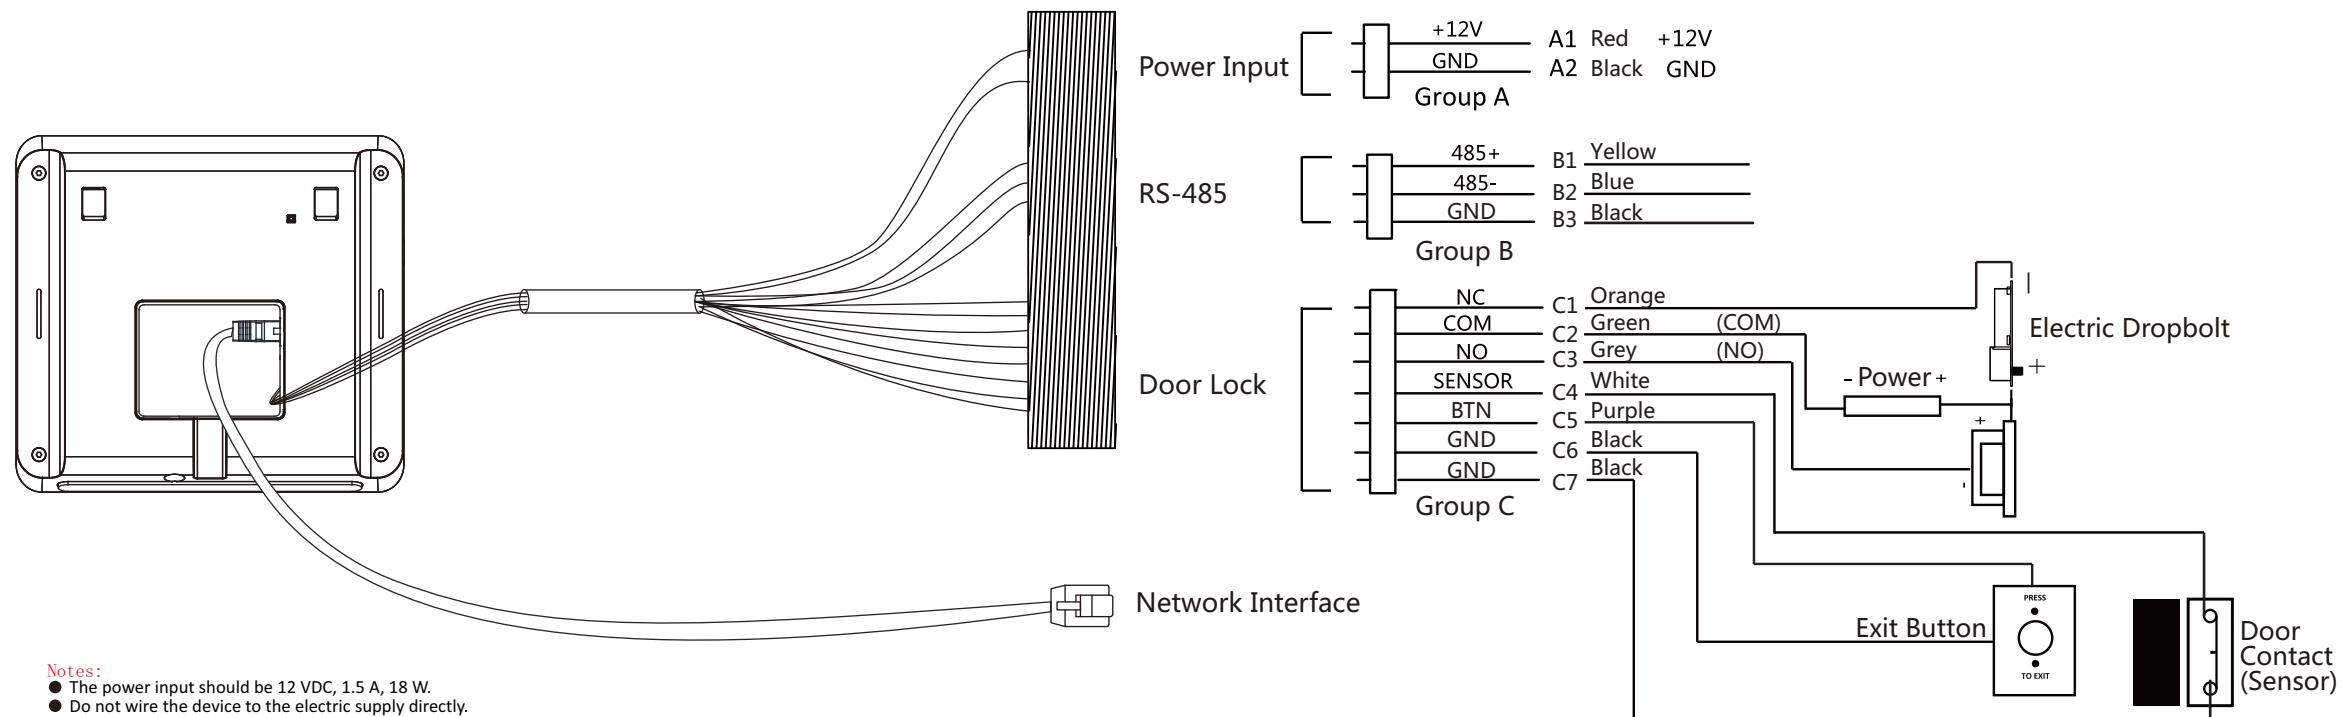 Power Input
+12V
GND
Group A
A1 Red +12V
A2 Black GND
RS-485
485+
485-
GND
Group B
B1 Yellow
B2 Blue
B3 Black
Door Lock
NC
COM
NO
SENSOR
BTN
GND
GND
Group C
C1 Orange
C2 Green (COM)
C3 Grey (NO)
C4 White
C5 Purple
C6 Black
C7 Black
-
Electric Dropbolt
+
- Power +
+
-
Network Interface
Exit Button
PRESS
TO EXIT
Door
Contact
(Sensor)
Notes:
● The power input should be 12 VDC, 1.5 A, 18 W.
● Do not wire the device to the electric supply directly.